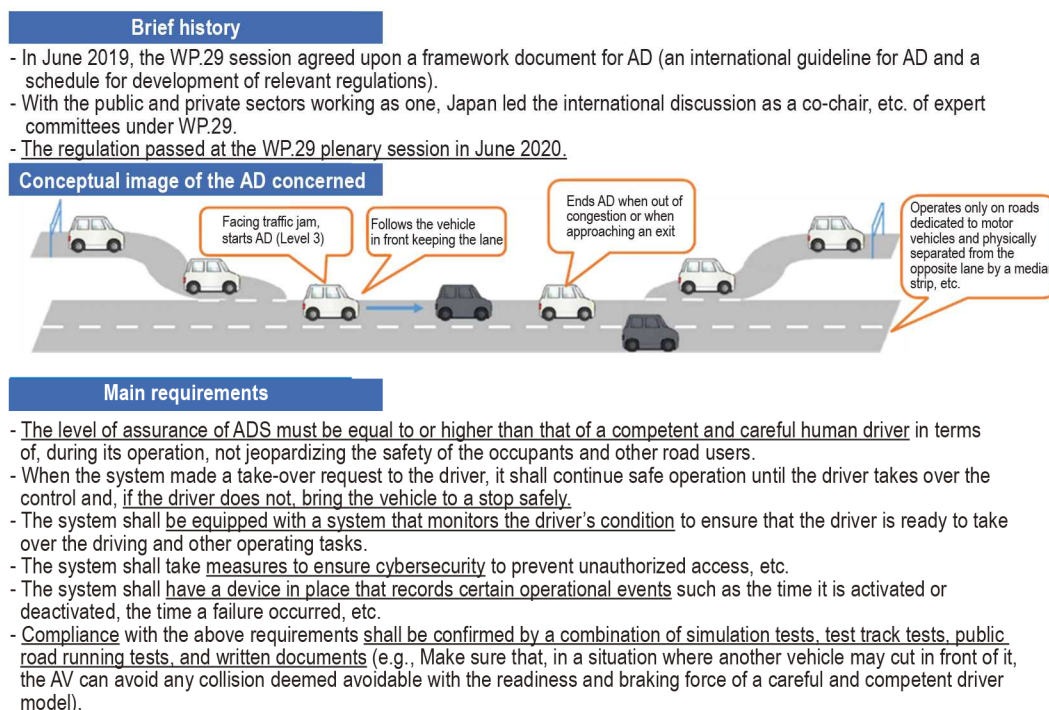 Brief history
- In June 2019, the WP.29 session agreed upon a framework document for AD (an international guideline for AD and a
schedule for development of relevant regulations).
- With the public and private sectors working as one, Japan led the international discussion as a co-chair, etc. of expert
committees under WP.29.
- The regulation passed at the WP.29 plenary session in June 2020.
Conceptual image of the AD concerned
Facing traffic jam,
starts AD (Level 3)
Follows the vehicle
in front keeping the lane
Ends AD when out of
congestion or when
approaching an exit
Operates only on roads
dedicated to motor
vehicles and physically
separated from the
opposite lane by a media
strip, etc.
Main requirements
- The level of assurance of ADS must be equal to or higher than that of a competent and careful human driver in terms
of, during its operation, not jeopardizing the safety of the occupants and other road users.
- When the system made a take-over request to the driver, it shall continue safe operation until the driver takes over the
control and, if the driver does not, bring the vehicle to a stop safely.
- The system shall be equipped with a system that monitors the driver's condition to ensure that the driver is ready to take
over the driving and other operating tasks.
- The system shall take measures to ensure cybersecurity to prevent unauthorized access, etc.
- The system shall have a device in place that records certain operational events such as the time it is activated or
deactivated, the time a failure occurred, etc.
- Compliance with the above requirements shall be confirmed by a combination of simulation tests, test track tests, public
road running tests, and written documents (e.g., Make sure that, in a situation where another vehicle may cut in front of it,
the AV can avoid any collision deemed avoidable with the readiness and braking force of a careful and competent driver
model).